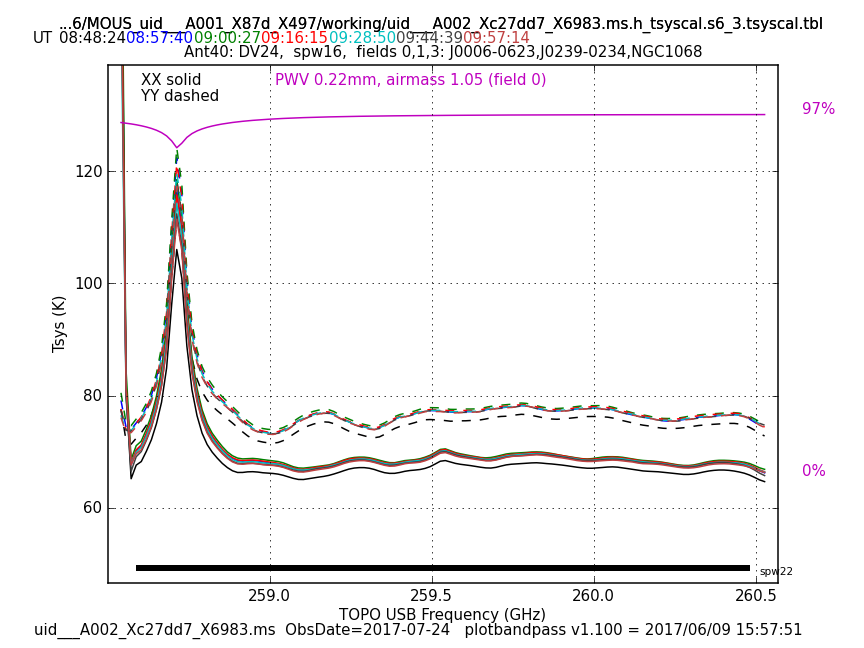 ...6/MOUS_uid___A001_X87d_X497/working/uid___A002_Xc27dd7_X6983.ms.h_tsyscal.s6_3.tsyscal.tbl
UT 08:48:24 08:57:40 09:00:27 09:16:15 09:28:50 09:44:39 09:57:14
Ant40: DV24, spw16, fields 0,1,3: J0006-0623,J0239-0234,NGC1068
XX solid
YY dashed
PWV 0.22mm, airmass 1.05 (field 0)
97%
120
100
80
60
Tsys (K)
0%
spw22
259.0 259.5 260.0 260.5
TOPO USB Frequency (GHz)
uid___A002_Xc27dd7_X6983.ms ObsDate=2017-07-24 plotbandpass v1.100 = 2017/06/09 15:57:51